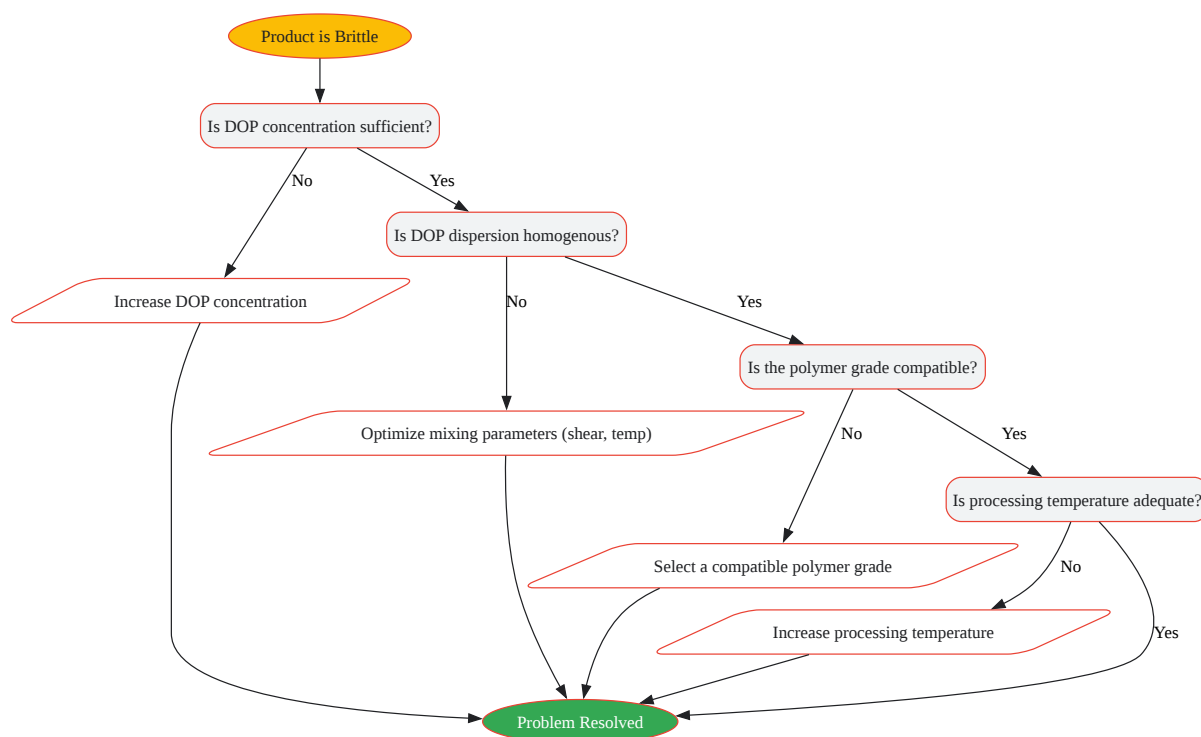 Product is Brittle
Is DOP concentration sufficient?
No
Yes
Is DOP dispersion homogenous?
Increase DOP concentration
No
Yes
Is the polymer grade compatible?
Optimize mixing parameters (shear, temp)
No
Yes
Is processing temperature adequate?
Select a compatible polymer grade
No
Increase processing temperature
Yes
Problem Resolved